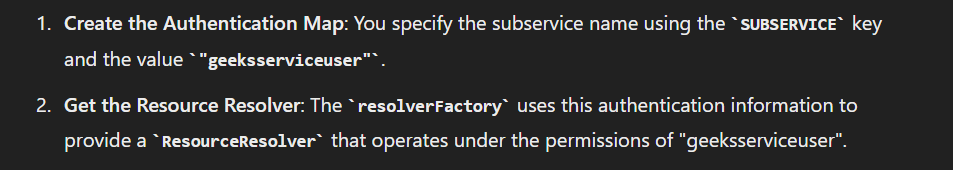 1. Create the Authentication Map: You specify the subservice name using the `SUBSERVICE` key
and the value `"geeksserviceuser"`.
2. Get the Resource Resolver: The `resolverFactory` uses this authentication information to
provide a `ResourceResolver` that operates under the permissions of "geeksserviceuser".